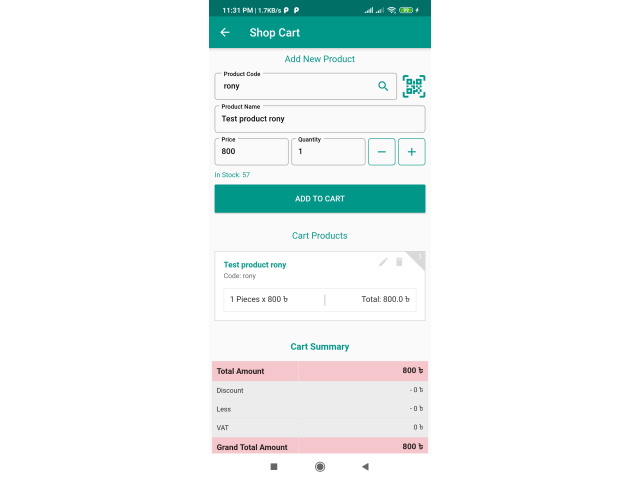 11:31 PM | 1.7KB/s
Shop Cart
Add New Product
Product Code
rony
Product Name
Test product rony
Price
800
Quantity
1
In Stock: 57
ADD TO CART
Cart Products
Test product rony
Code: rony
1 Pieces x 800 ৳
Total: 800.0 ৳
Cart Summary
Total Amount 800 ৳
Discount - 0 ৳
Less - 0 ৳
VAT 0 ৳
Grand Total Amount 800 ৳